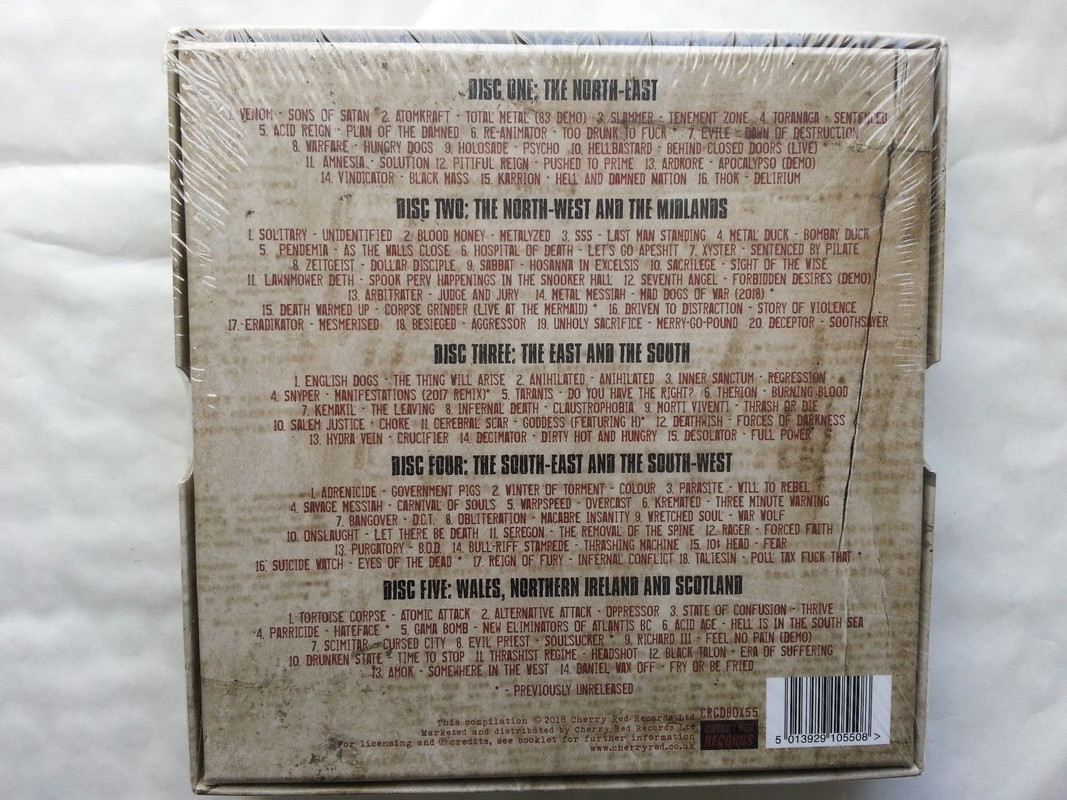 DISC ONE: THE NORTH-EAST
1. VENOM - SONS OF SATAN 2. ATOMKRAFT - TOTAL METAL (83 DEMO) 3. SLAMMER - TENEMENT ZONE 4. TORANAGA - SENTENCED
5. ACID REIGN - PLAN OF THE DAMNED 6. RE-ANIMATOR - TOO DRUNK TO FUCK * 7. EVILE - DAWN OF DESTRUCTION
8. WARFARE - HUNGRY DOGS 9. HOLOSADE - PSYCHO 10. HELLBASTARD - BEHIND CLOSED DOORS (LIVE) *
11. AMNESIA - SOLUTION 12. PITIFUL REIGN - PUSHED TO PRIME 13. ARDKORE - APOCALYPSO (DEMO)
14. VINDICATOR - BLACK MASS 15. KARRION - HELL AND DAMNED NATION 16. THOK - DELIRIUM
DISC TWO: THE NORTH-WEST AND THE MIDLANDS
1. SOLITARY - UNIDENTIFIED 2. BLOOD MONEY - METALYZED 3. SSS - LAST MAN STANDING 4. METAL DUCK - BOMBAY DUCK
5. PENDEMIA - AS THE WALLS CLOSE 6. HOSPITAL OF DEATH - LET'S GO APESHIT 7. XYSTER - SENTENCED BY PILATE
8. ZEITGEIST - DOLLAR DISCIPLE 9. SABBAT - HOSANNA IN EXCELSIS 10. SACRILEGE - SIGHT OF THE WISE
11. LAWNMOWER DETH - SPOOK PERV HAPPENINGS IN THE SNOOKER HALL 12. SEVENTH ANGEL - FORBIDDEN DESIRES (DEMO)
13. ARBITRATER - JUDGE AND JURY 14. METAL MESSIAH - MAD DOGS OF WAR (2018) *
15. DEATH WARMED UP - CORPSE GRINDER (LIVE AT THE MERMAID) * 16. DRIVEN TO DISTRACTION - STORY OF VIOLENCE
17. ERADIKATOR - MESMERISED 18. BESIEGED - AGGRESSOR 19. UNHOLY SACRIFICE - MERRY-GO-POUND 20. DECEPTOR - SOOTHSAYER
DISC THREE: THE EAST AND THE SOUTH
1. ENGLISH DOGS - THE THING WILL ARISE 2. ANIHILATED - ANIHILATED 3. INNER SANCTUM - REGRESSION
4. SNYPER - MANIFESTATIONS (2017 REMIX)* 5. TARANIS - DO YOU HAVE THE RIGHT? 6. THERION - BURNING BLOOD
7. KEMAKIL - THE LEAVING 8. INFERNAL DEATH - CLAUSTROPHOBIA 9. MORTI VIVENTI - THRASH OR DIE
10. SALEM JUSTICE - CHOKE 11. CEREBRAL SCAR - GODDESS (FEATURING H)* 12. DEATHWISH - FORCES OF DARKNESS
13. HYDRA VEIN - CRUCIFIER 14. DECIMATOR - DIRTY HOT AND HUNGRY 15. DESOLATOR - FULL POWER
DISC FOUR: THE SOUTH-EAST AND THE SOUTH-WEST
1. ADRENICIDE - GOVERNMENT PIGS 2. WINTER OF TORMENT - COLOUR 3. PARASITE - WILL TO REBEL
4. SAVAGE MESSIAH - CARNIVAL OF SOULS 5. WARPSPEED - OVERCAST 6. KREMATED - THREE MINUTE WARNING
7. BANGOVER - D.C.T. 8. OBLITERATION - MACABRE INSANITY 9. WRETCHED SOUL - WAR WOLF
10. ONSLAUGHT - LET THERE BE DEATH 11. SEREGON - THE REMOVAL OF THE SPINE 12. RAGER - FORCED FAITH
13. PURGATORY - B.O.D. 14. BULL-RIFF STAMPEDE - THRASHING MACHINE 15. 10¢ HEAD - FEAR
16. SUICIDE WATCH - EYES OF THE DEAD * 17. REIGN OF FURY - INFERNAL CONFLICT 18. TALIESIN - POLL TAX FUCK THAT *
DISC FIVE: WALES, NORTHERN IRELAND AND SCOTLAND
1. TORTOISE CORPSE - ATOMIC ATTACK 2. ALTERNATIVE ATTACK - OPPRESSOR 3. STATE OF CONFUSION - THRIVE
4. PARRICIDE - HATEFACE * 5. GAMA BOMB - NEW ELIMINATORS OF ATLANTIS BC 6. ACID AGE - HELL IS IN THE SOUTH SEA
7. SCIMITAR - CURSED CITY 8. EVIL PRIEST - SOULSUCKER * 9. RICHARD III - FEEL NO PAIN (DEMO)
10. DRUNKEN STATE - TIME TO STOP 11. THRASHIST REGIME - HEADSHOT 12. BLACK TALON - ERA OF SUFFERING
13. AMOK - SOMEWHERE IN THE WEST 14. DANIEL WAX OFF - FRY OR BE FRIED
* - PREVIOUSLY UNRELEASED
This compilation © 2018 Cherry Red Records Ltd
Marketed and distributed by Cherry Red Records Ltd
For licensing and ℗ credits, see booklet for further information
www.cherryred.co.uk
CRCDBOX55
CHERRY RED
RECORDS
5 013929 105508 >